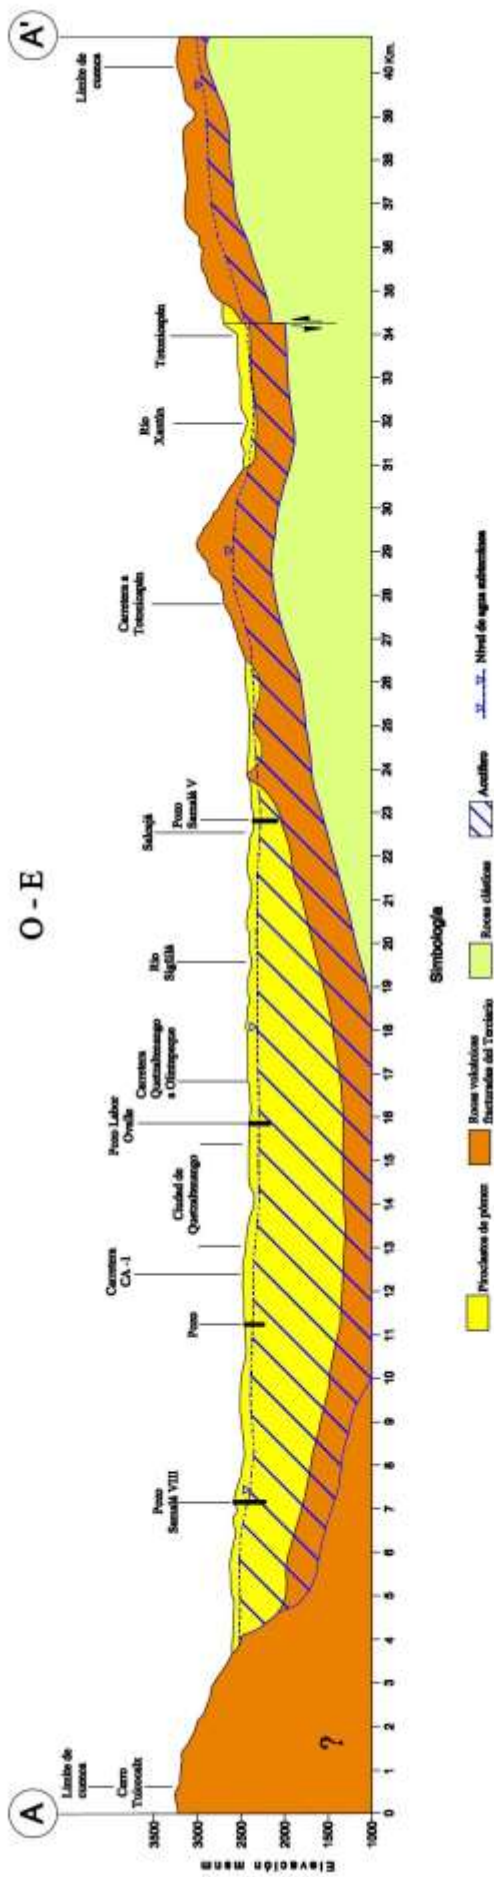 O - E
A
A'
Límite de
cuenca
Cerro
Tuicocaix
Pozo
Samalá VIII
Pozo
Carretera
CA -1
Ciudad de
Quetzaltenango
Pozo Labor
Ovalle
Carretera
Quetzaltenango
a Olintepeque
Río
Sigüilá
Salcajá
Pozo
Samalá V
Carretera a
Totonicapán
Río
Xantún
Totonicapán
Límite de
cuenca
Elevación msnm
3500
3000
2500
2000
1500
1000
?
0 1 2 3 4 5 6 7 8 9 10 11 12 13 14 15 16 17 18 19 20 21 22 23 24 25 26 27 28 29 30 31 32 33 34 35 36 37 38 39 40 Km.
Simbología
Piroclastos de pómez
Rocas volcánicas
fracturadas del Terciario
Rocas clásticas
Acuífero
Nivel de agua subterránea